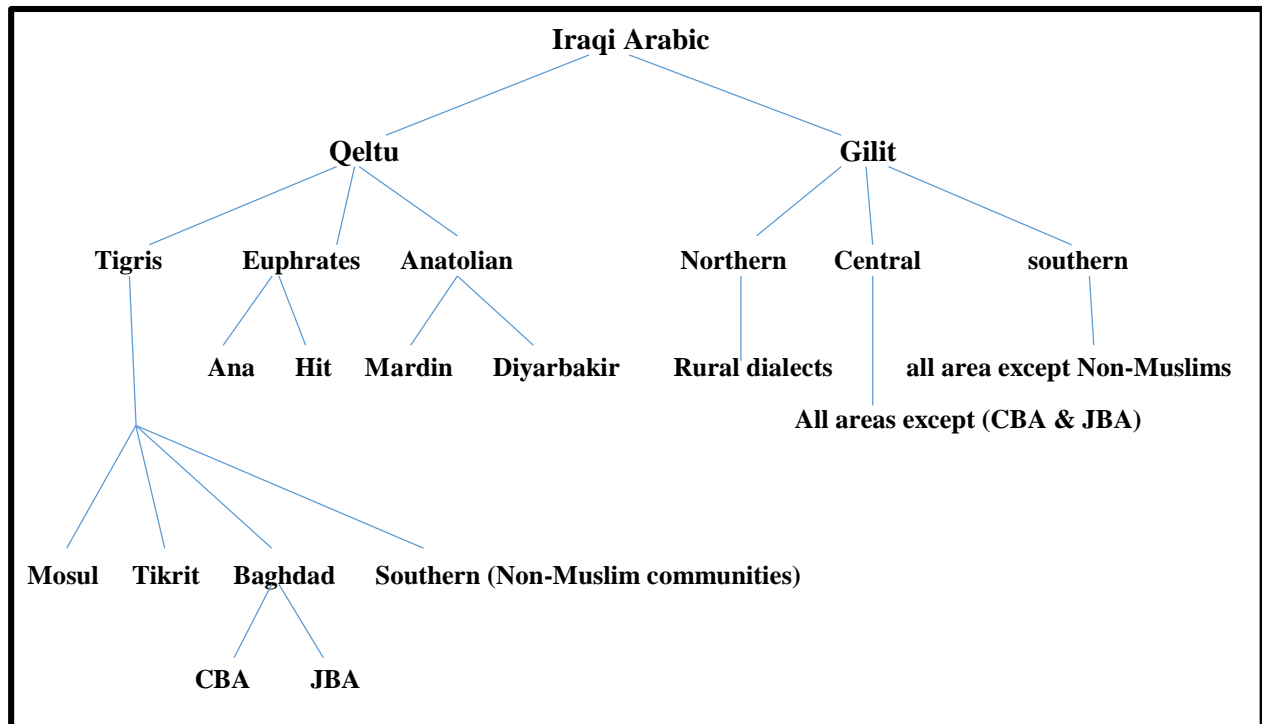 Iraqi Arabic
Qeltu Gilit
Tigris Euphrates Anatolian Northern Central southern
Ana Hit Mardin Diyarbakir Rural dialects all area except Non-Muslims
All areas except (CBA & JBA)
Mosul Tikrit Baghdad Southern (Non-Muslim communities)
CBA JBA